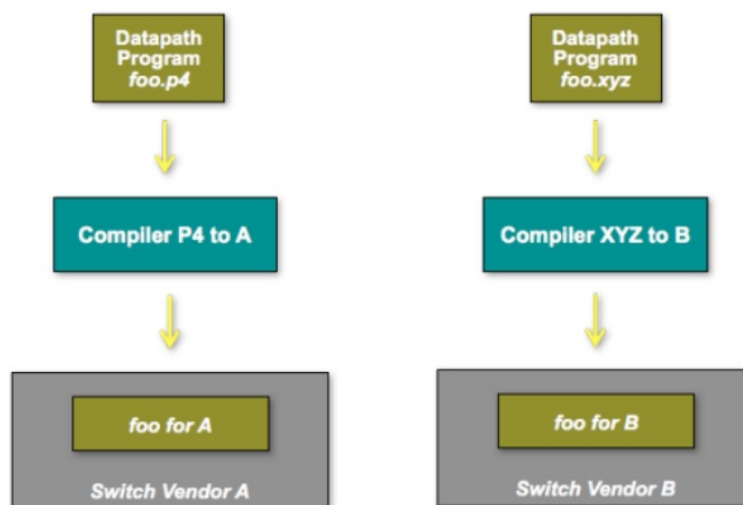 Datapath
Program
foo.p4
Compiler P4 to A
foo for A
Switch Vendor A
Datapath
Program
foo.xyz
Compiler XYZ to B
foo for B
Switch Vendor B